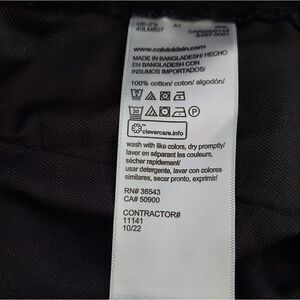 40LM807
www.calvinklein.com
MADE IN BANGLADESH/ HECHO
EN BANGLADESH CON
INSUMOS IMPORTADOS/
100% cotton/ coton/ algodón/
30
clevercare.info
wash with like colors, dry promptly/
laver en séparant les couleurs,
sécher rapidement/
usar detergente, lavar con colores
similares, secar pronto, exprimir/
RN# 36543
CA# 50900
CONTRACTOR#
11141
10/22